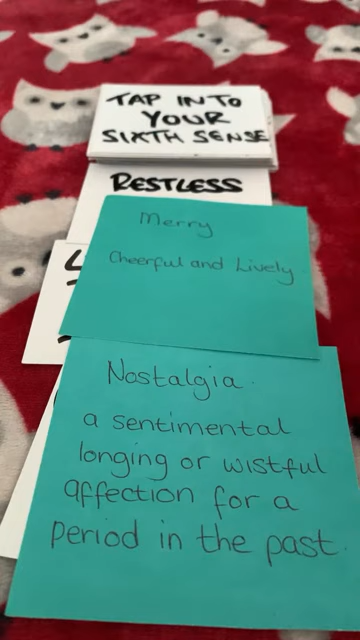 TAP INTO
YOUR
SIXTH SENSE
RESTLESS
Merry
Cheerful and Lively.
Nostalgia.
a sentimental
longing or wistful
affection for a
period in the past.